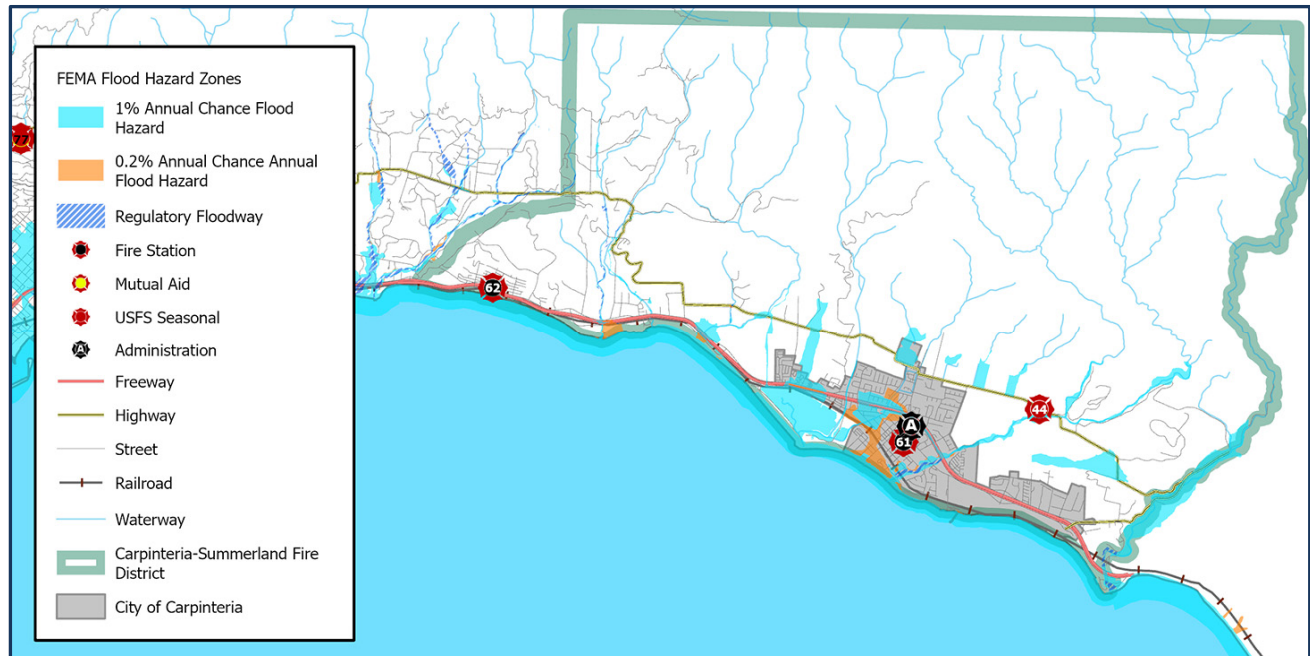 FEMA Flood Hazard Zones
1% Annual Chance Flood
Hazard
0.2% Annual Chance Annual
Flood Hazard
Regulatory Floodway
Fire Station
Mutual Aid
USFS Seasonal
A
Administration
Freeway
Highway
Street
Railroad
Waterway
Carpinteria-Summerland Fire
District
City of Carpinteria
77
62
44
A
61